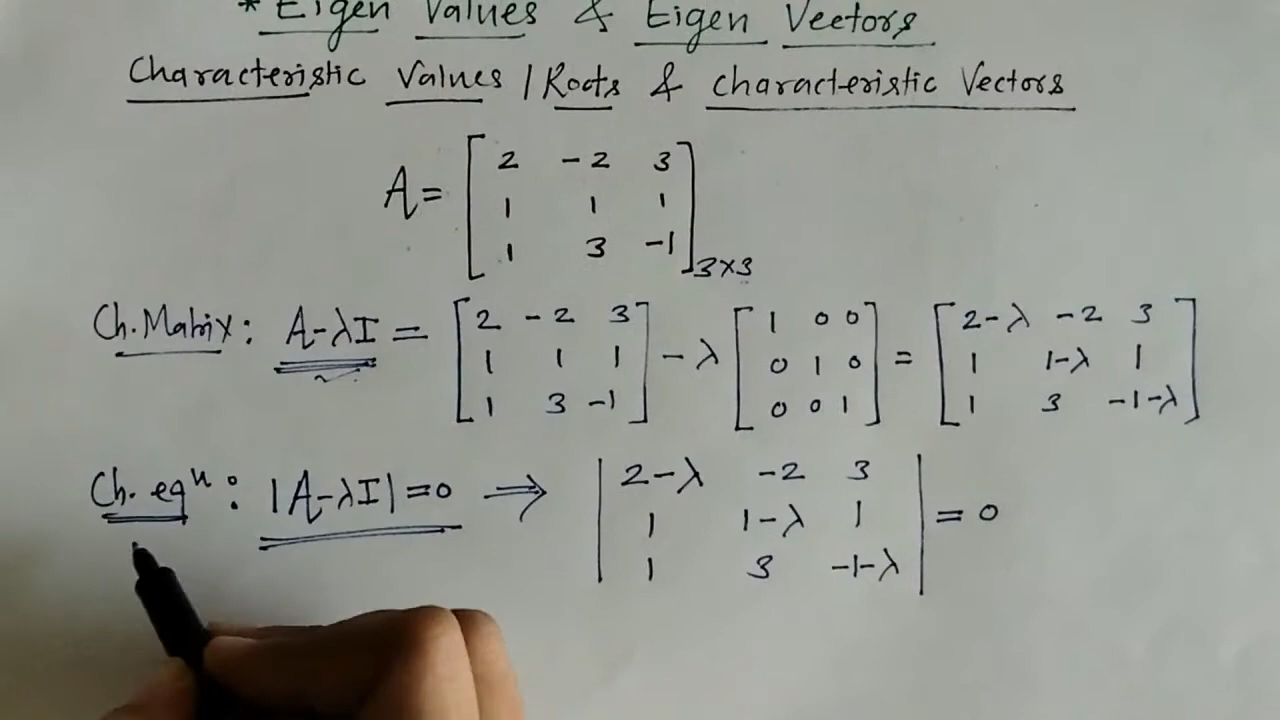 * Eigen Values & Eigen Vectors
Characteristic Values / Roots & characteristic Vectors
A = [2 -2 3
1 1 1
1 3 -1]3×3
Ch. Matrix: A-λI = [2 -2 3 - λ [1 0 0 = [2-λ -2 3
1 1 1 0 1 0 1 1-λ 1
1 3 -1] 0 0 1] 1 3 -1-λ]
Ch. eqⁿ: |A-λI|=0 ⇒ |2-λ -2 3
1 1-λ 1
1 3 -1-λ| = 0